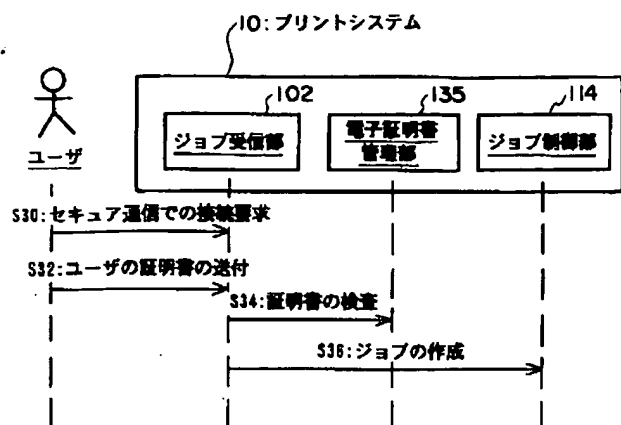 10:プリントシステム
102
135
114
ジョブ受信部
電子証明書
管理部
ジョブ制御部
ユーザ
S30:セキュア通信での接続要求
S32:ユーザの証明書の送付
S34:証明書の検査
S36:ジョブの作成